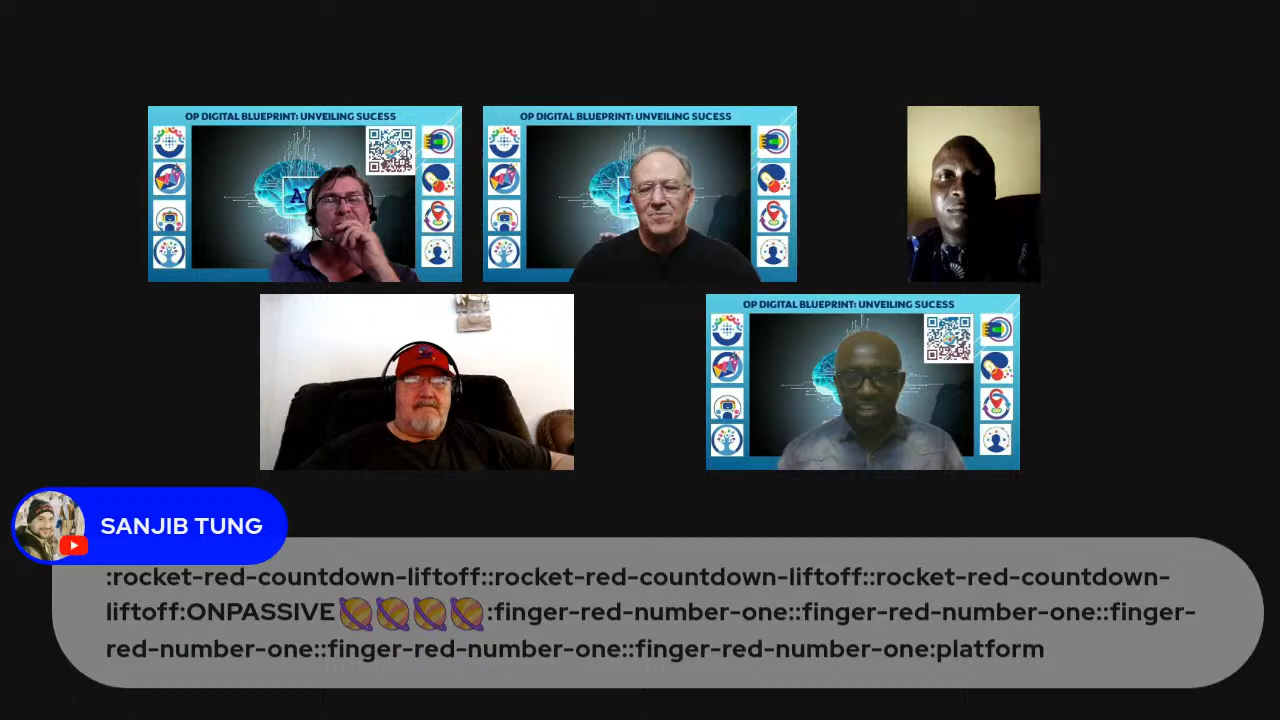 OP DIGITAL BLUEPRINT: UNVEILING SUCESS
OP DIGITAL BLUEPRINT: UNVEILING SUCESS
OP DIGITAL BLUEPRINT: UNVEILING SUCESS
SANJIB TUNG
:rocket-red-countdown-liftoff::rocket-red-countdown-liftoff::rocket-red-countdown-
liftoff:ONPASSIVE🪐🪐🪐🪐:finger-red-number-one::finger-red-number-one::finger-
red-number-one::finger-red-number-one::finger-red-number-one:platform